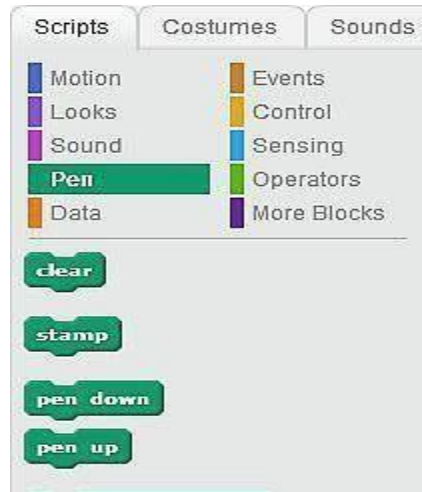 Scripts Costumes Sounds
Motion Events
Looks Control
Sound Sensing
Pen Operators
Data More Blocks
clear
stamp
pen down
pen up